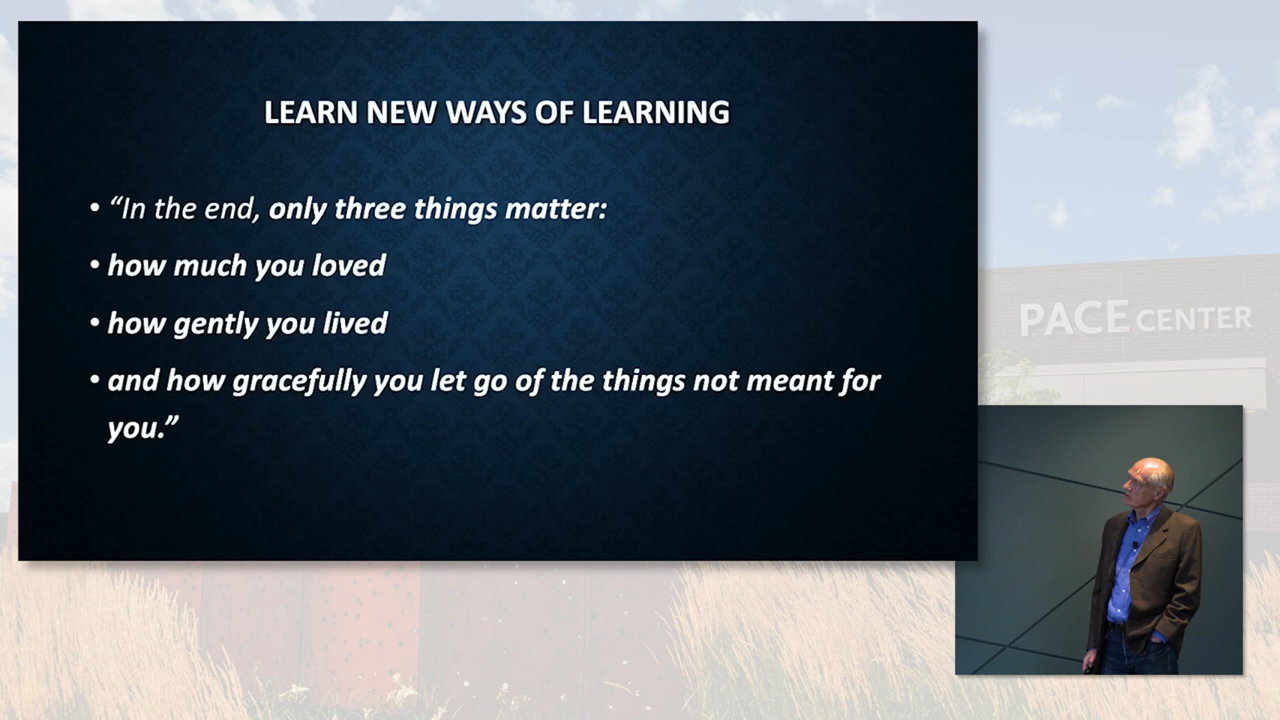 LEARN NEW WAYS OF LEARNING
• “In the end, only three things matter:
• how much you loved
• how gently you lived
• and how gracefully you let go of the things not meant for
you.”
PACE CENTER